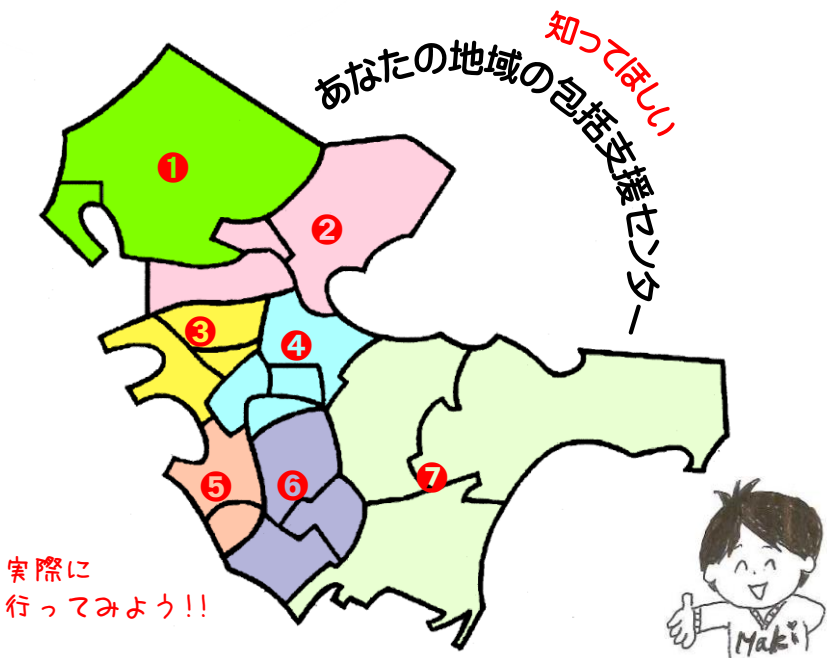 知ってほしい
あなたの地域の包括支援センター
❶
❷
❸
❹
❺
❻
❼
実際に
行ってみよう!!
Maki